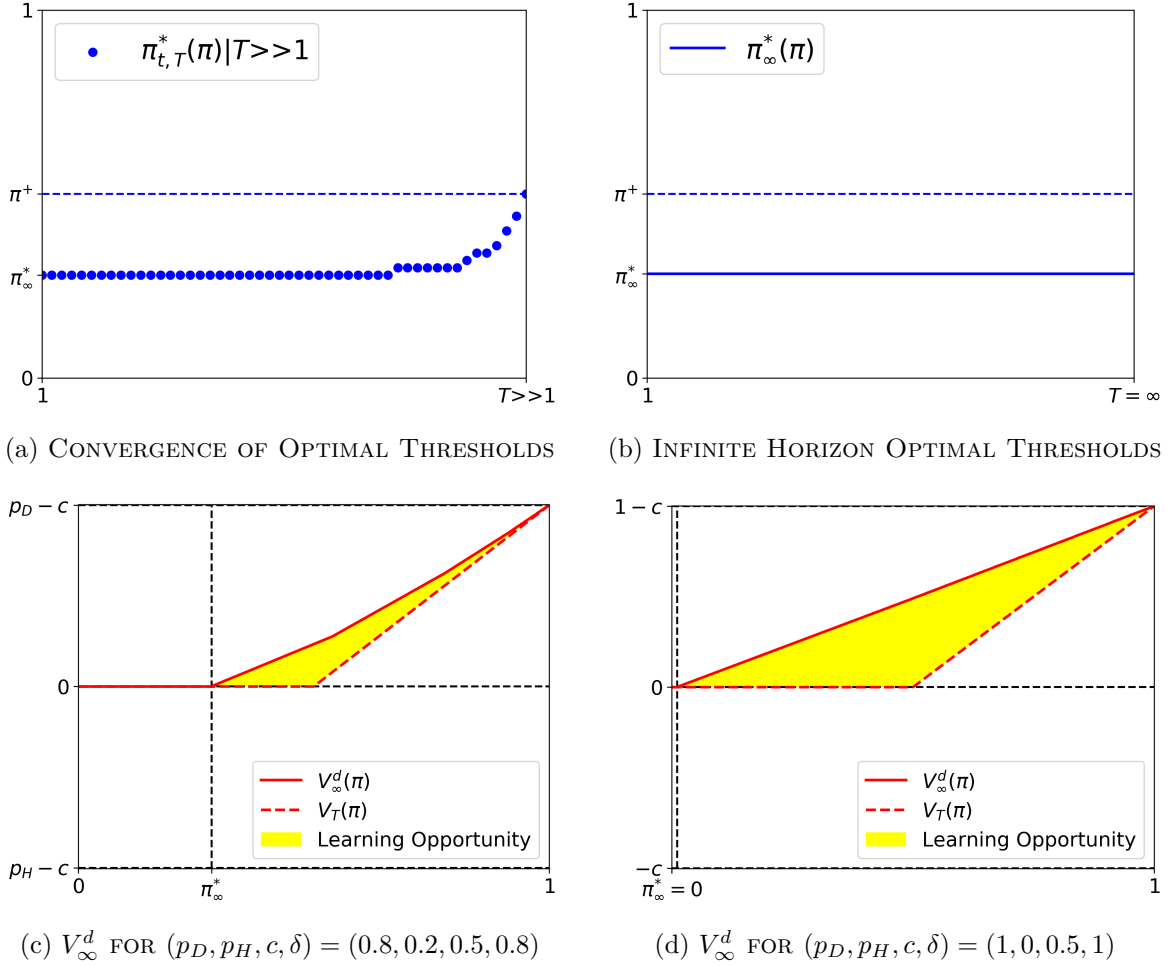 1
π*t,T(π)|T>>1
π⁺
π*∞
0
1
T>>1
(a) Convergence of Optimal Thresholds
1
π*∞(π)
π⁺
π*∞
0
1
T = ∞
(b) Infinite Horizon Optimal Thresholds
p_D − c
0
p_H − c
V^d_∞(π)
V_T(π)
Learning Opportunity
0
π*∞
1
(c) V^d_∞ for (p_D, p_H, c, δ) = (0.8, 0.2, 0.5, 0.8)
1 − c
0
−c
V^d_∞(π)
V_T(π)
Learning Opportunity
π*∞ = 0
1
(d) V^d_∞ for (p_D, p_H, c, δ) = (1, 0, 0.5, 1)